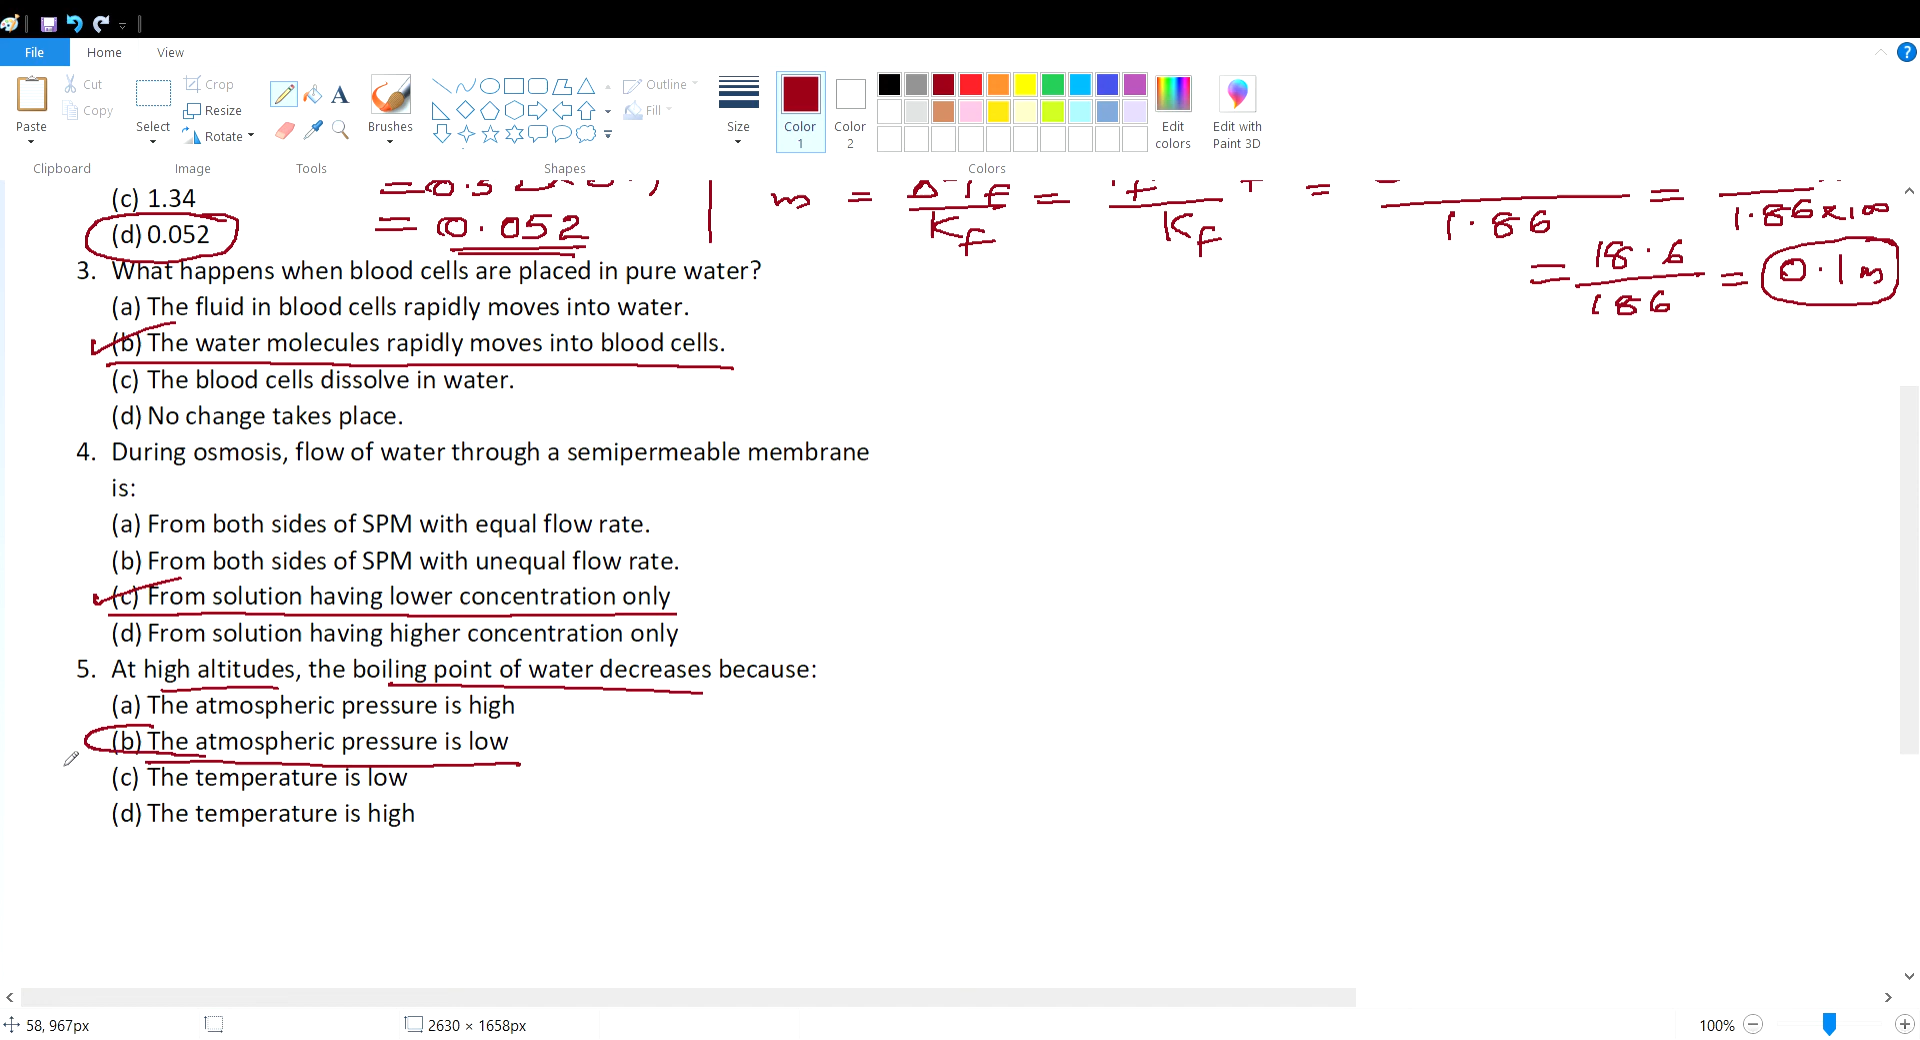 File Home View
Paste Cut Copy Select Crop Resize Rotate Brushes Outline Fill Size Color 1 Color 2 Edit colors Edit with Paint 3D
Clipboard Image Tools Shapes Colors
(c) 1.34
(d) 0.052
= 0.052
m = ΔTf/Kf =
Kf
1.86
=
1.86×100
= 18.6/186 = 0.1 m
3. What happens when blood cells are placed in pure water?
(a) The fluid in blood cells rapidly moves into water.
(b) The water molecules rapidly moves into blood cells.
(c) The blood cells dissolve in water.
(d) No change takes place.
4. During osmosis, flow of water through a semipermeable membrane
is:
(a) From both sides of SPM with equal flow rate.
(b) From both sides of SPM with unequal flow rate.
(c) From solution having lower concentration only
(d) From solution having higher concentration only
5. At high altitudes, the boiling point of water decreases because:
(a) The atmospheric pressure is high
(b) The atmospheric pressure is low
(c) The temperature is low
(d) The temperature is high
58, 967px 2630 × 1658px 100%